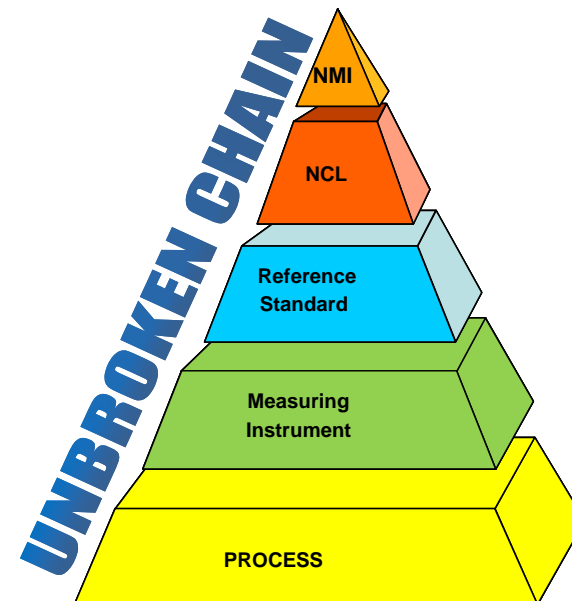 UNBROKEN CHAIN
NMI
NCL
Reference
Standard
Measuring
Instrument
PROCESS